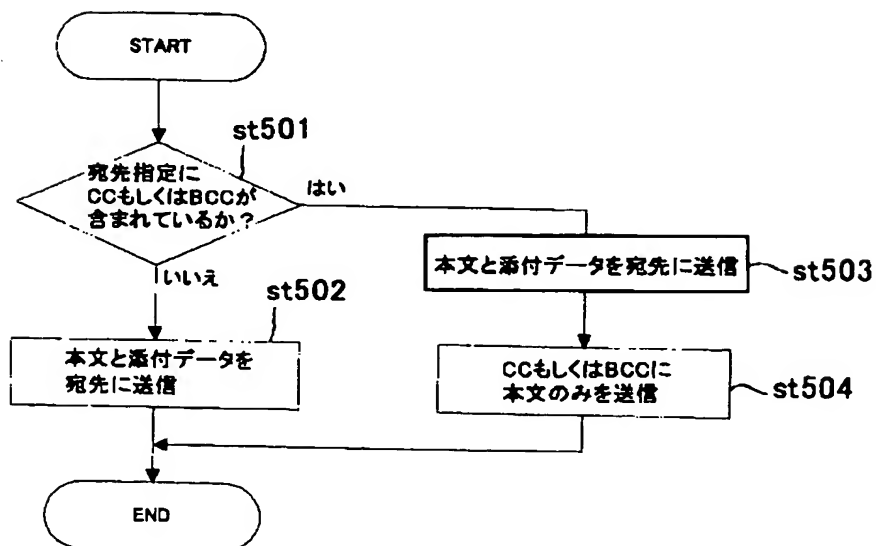 START
st501
宛先指定に
CCもしくはBCCが
含まれているか？
はい
いいえ
st502
本文と添付データを
宛先に送信
本文と添付データを宛先に送信
st503
CCもしくはBCCに
本文のみを送信
st504
END